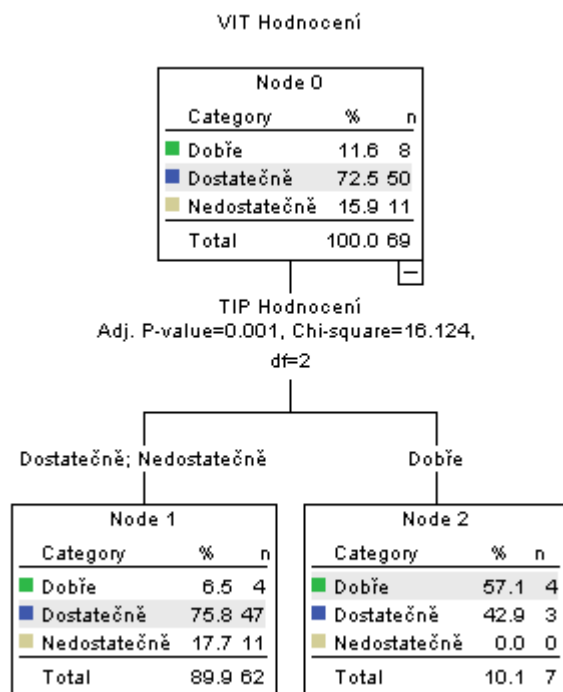 VIT Hodnocení
Node 0
Category % n
Dobře 11.6 8
Dostatečně 72.5 50
Nedostatečně 15.9 11
Total 100.0 69
TIP Hodnocení
Adj. P-value=0.001, Chi-square=16.124,
df=2
Dostatečně; Nedostatečně
Node 1
Category % n
Dobře 6.5 4
Dostatečně 75.8 47
Nedostatečně 17.7 11
Total 89.9 62
Dobře
Node 2
Category % n
Dobře 57.1 4
Dostatečně 42.9 3
Nedostatečně 0.0 0
Total 10.1 7